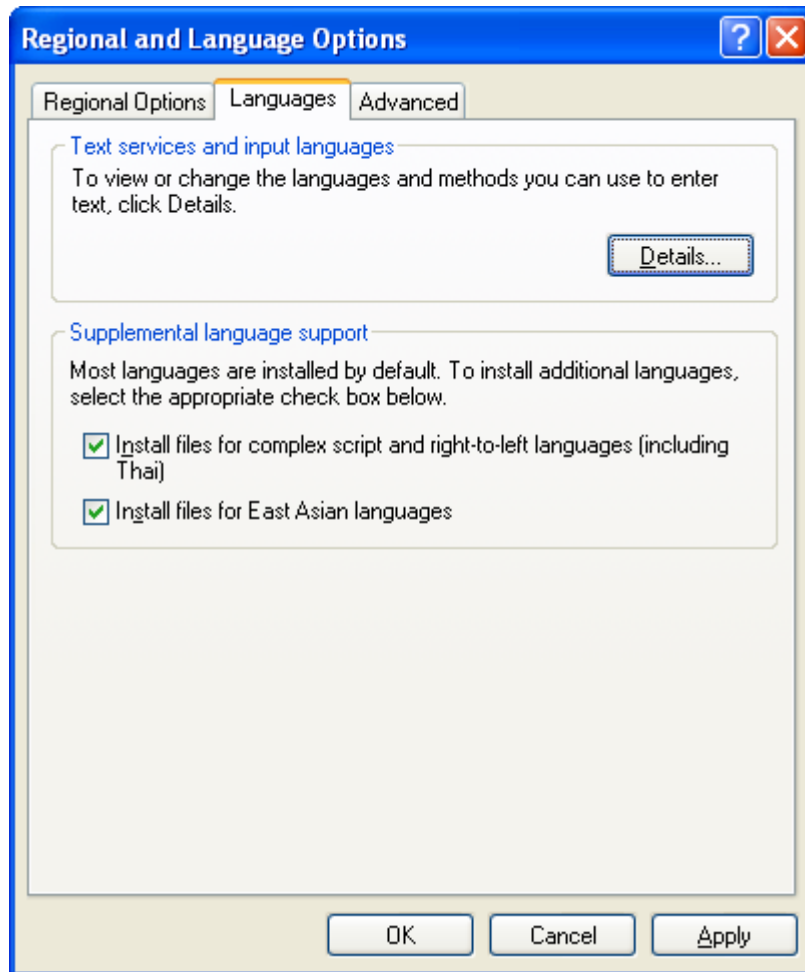 Regional and Language Options
Regional Options
Languages
Advanced
Text services and input languages
To view or change the languages and methods you can use to enter
text, click Details.
Details...
Supplemental language support
Most languages are installed by default. To install additional languages,
select the appropriate check box below.
Install files for complex script and right-to-left languages (including
Thai)
Install files for East Asian languages
OK
Cancel
Apply